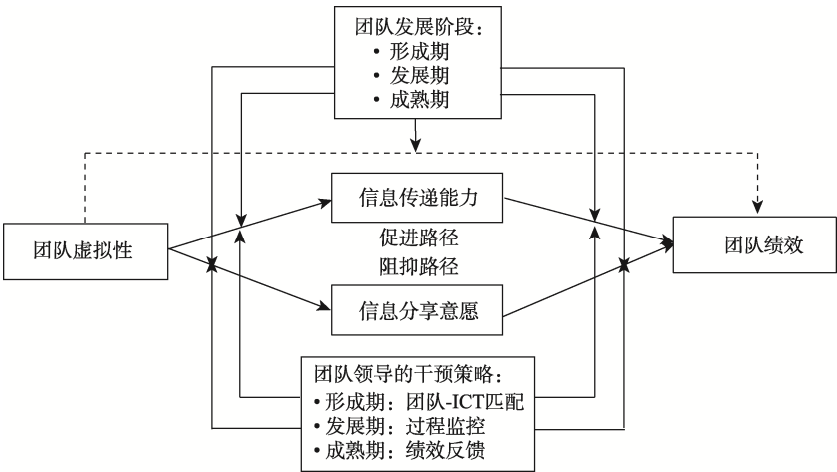 团队发展阶段：
• 形成期
• 发展期
• 成熟期
信息传递能力
团队虚拟性
促进路径
阻抑路径
团队绩效
信息分享意愿
团队领导的干预策略：
• 形成期：团队-ICT匹配
• 发展期：过程监控
• 成熟期：绩效反馈